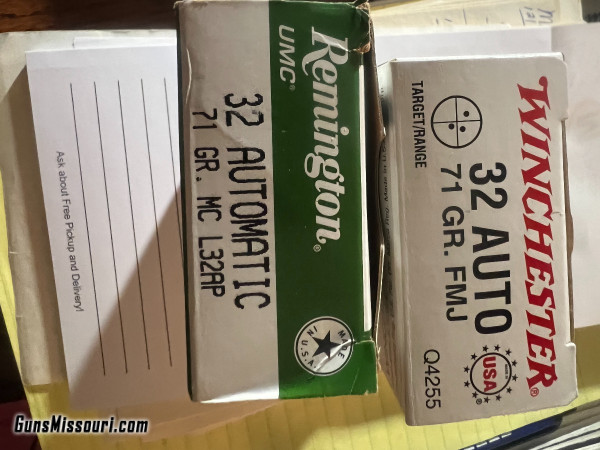 Remington®
UMC®
32 AUTOMATIC
71 GR. MC L32AP
MADE
IN U.S.A.
WINCHESTER
32 AUTO
71 GR. FMJ
TARGET/RANGE
USA
Q4255
Ask about Free Pickup and Delivery!
GunsMissouri.com